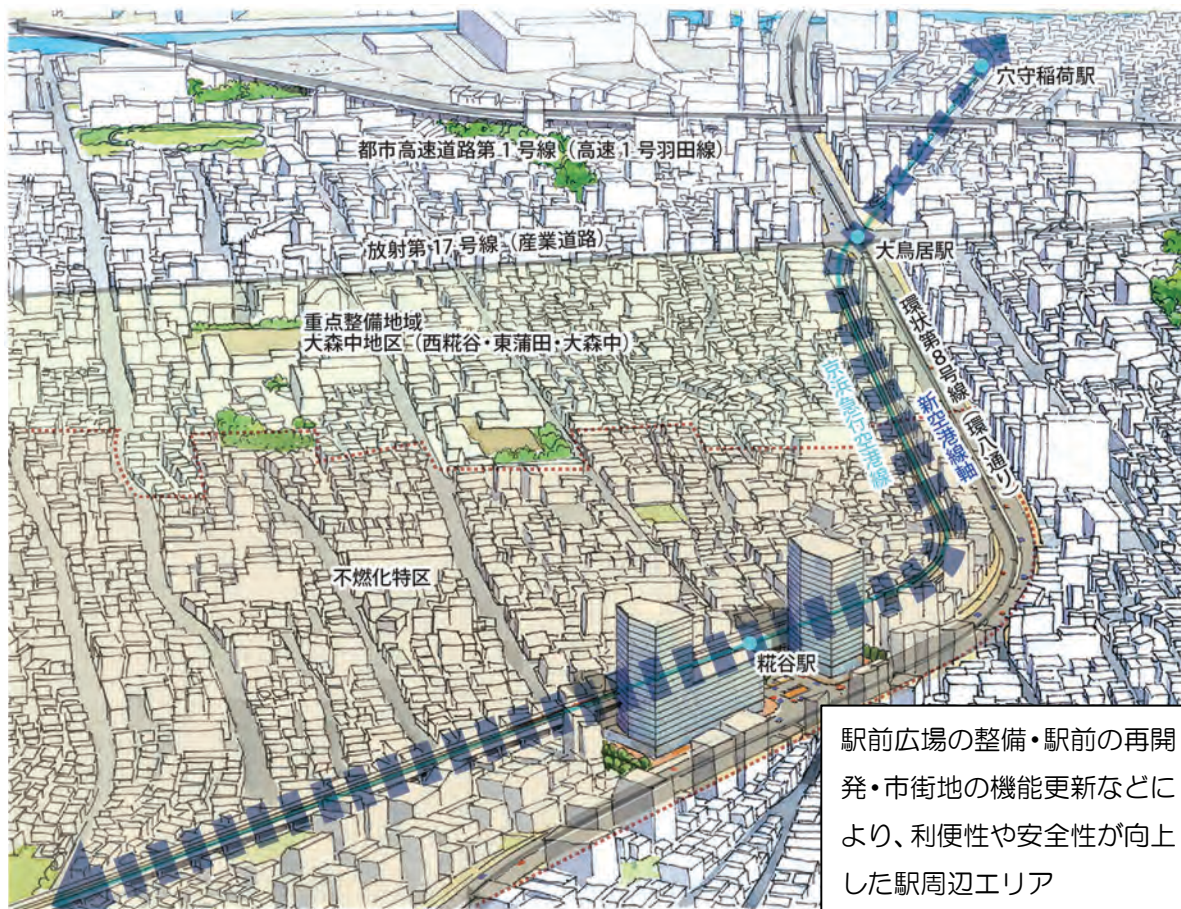 穴守稲荷駅
都市高速道路第1号線（高速1号羽田線）
放射第17号線（産業道路）
大鳥居駅
重点整備地域
大森中地区（西糀谷・東蒲田・大森中）
環状第8号線（環八通り）
新空港線軸
京浜急行空港線
不燃化特区
糀谷駅
駅前広場の整備・駅前の再開
発・市街地の機能更新などに
より、利便性や安全性が向上
した駅周辺エリア